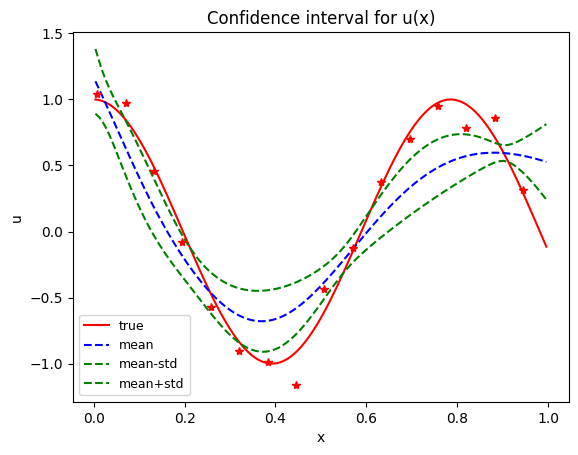 Confidence interval for u(x)
1.5
1.0
0.5
0.0
−0.5
−1.0
u
true
mean
mean-std
mean+std
0.0 0.2 0.4 0.6 0.8 1.0
x